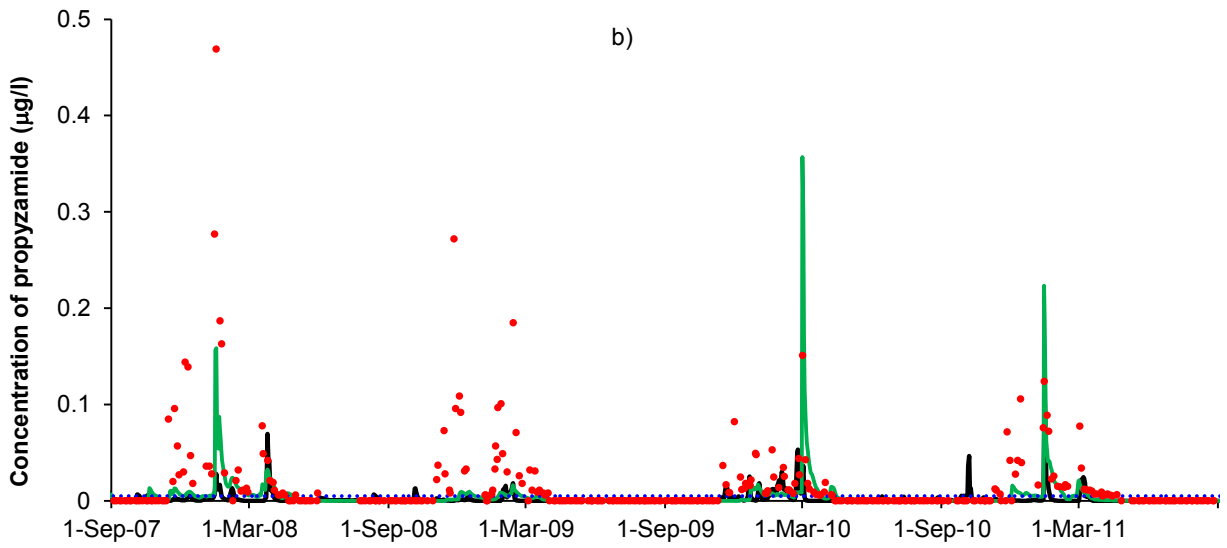 b)
Concentration of propyzamide (µg/l)
0.5
0.4
0.3
0.2
0.1
0
1-Sep-07 1-Mar-08 1-Sep-08 1-Mar-09 1-Sep-09 1-Mar-10 1-Sep-10 1-Mar-11